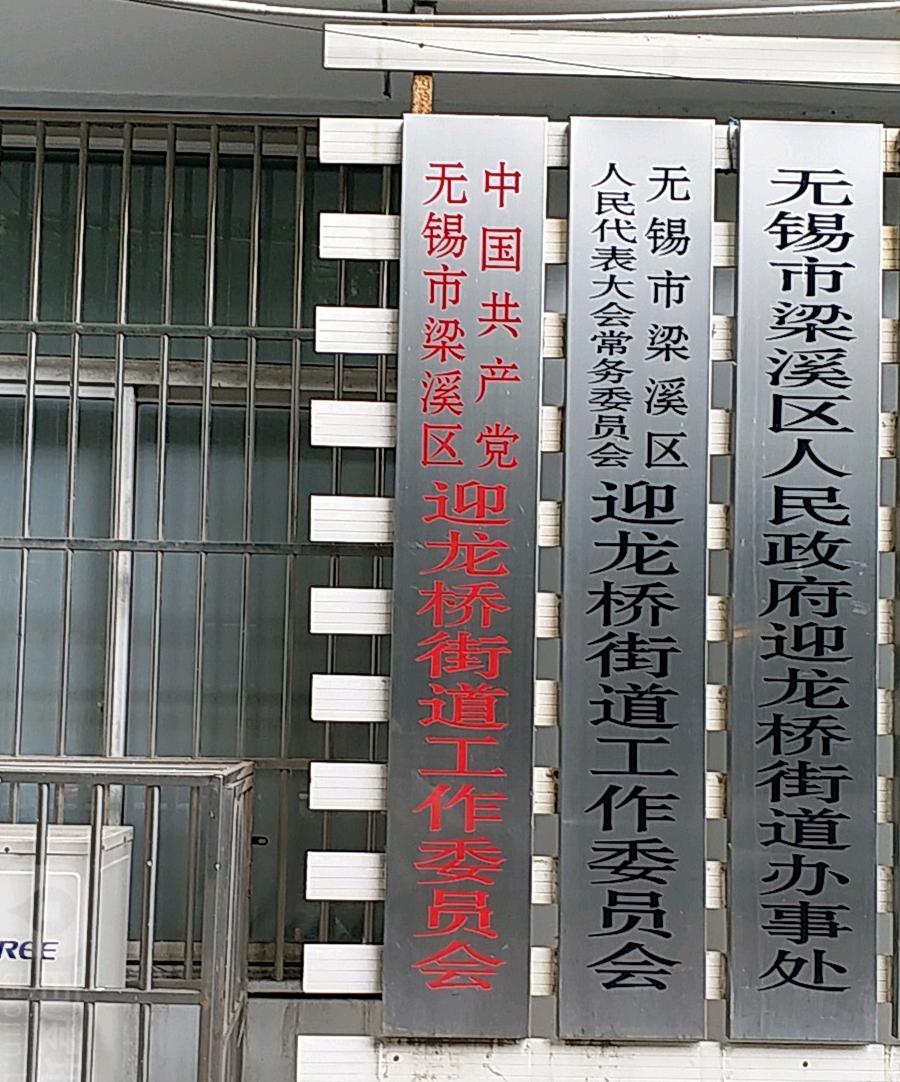 中国共产党
无锡市梁溪区
迎龙桥街道工作委员会
无锡市梁溪区
人民代表大会常务委员会
迎龙桥街道工作委员会
无锡市梁溪区人民政府迎龙桥街道办事处
REE